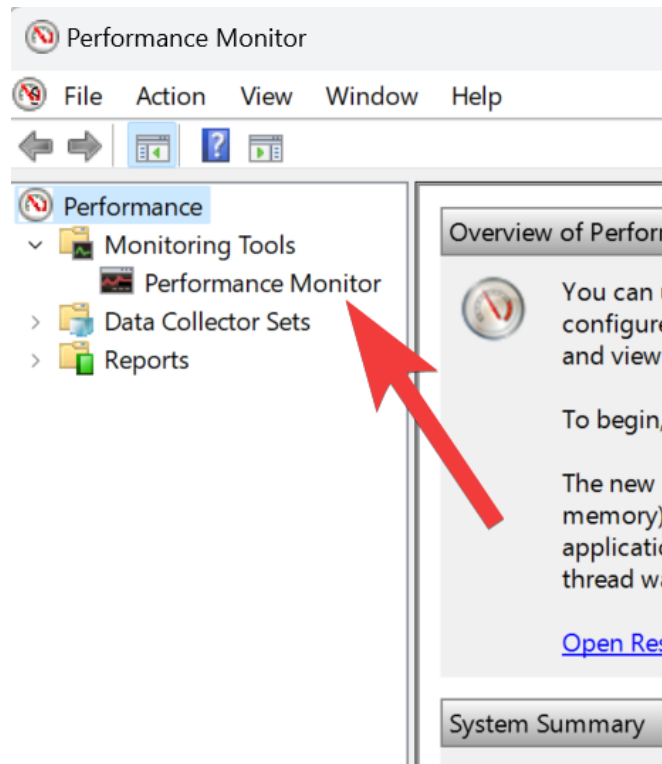 Performance Monitor
File Action View Window Help
Performance
Monitoring Tools
Performance Monitor
Data Collector Sets
Reports
Overview of Perfor
You can
configure
and view
To begin,
The new
memory)
applicatio
thread wa
Open Res
System Summary